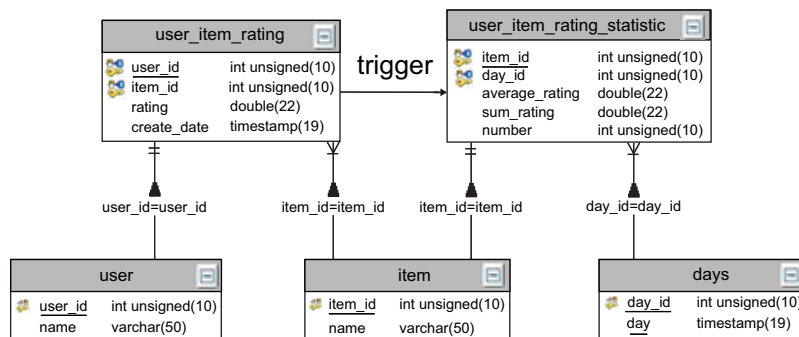 user_item_rating
user_id int unsigned(10)
item_id int unsigned(10)
rating double(22)
create_date timestamp(19)
trigger
user_item_rating_statistic
item_id int unsigned(10)
day_id int unsigned(10)
average_rating double(22)
sum_rating double(22)
number int unsigned(10)
user_id=user_id
item_id=item_id
item_id=item_id
day_id=day_id
user
user_id int unsigned(10)
name varchar(50)
item
item_id int unsigned(10)
name varchar(50)
days
day_id int unsigned(10)
day timestamp(19)